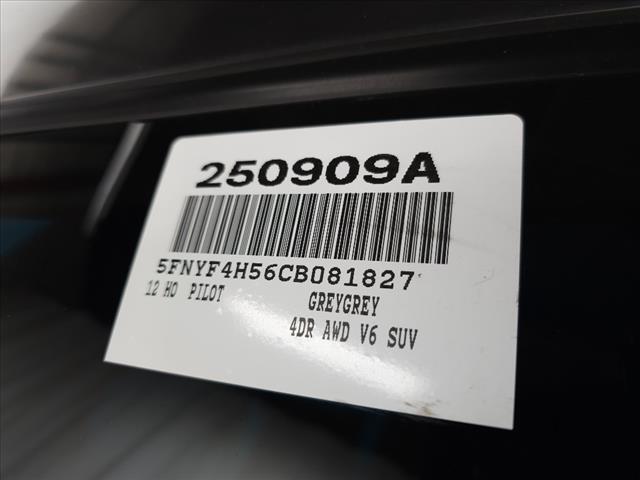 250909A
5FNYF4H56CB081827
12 HO PILOT GREYGREY
4DR AWD V6 SUV